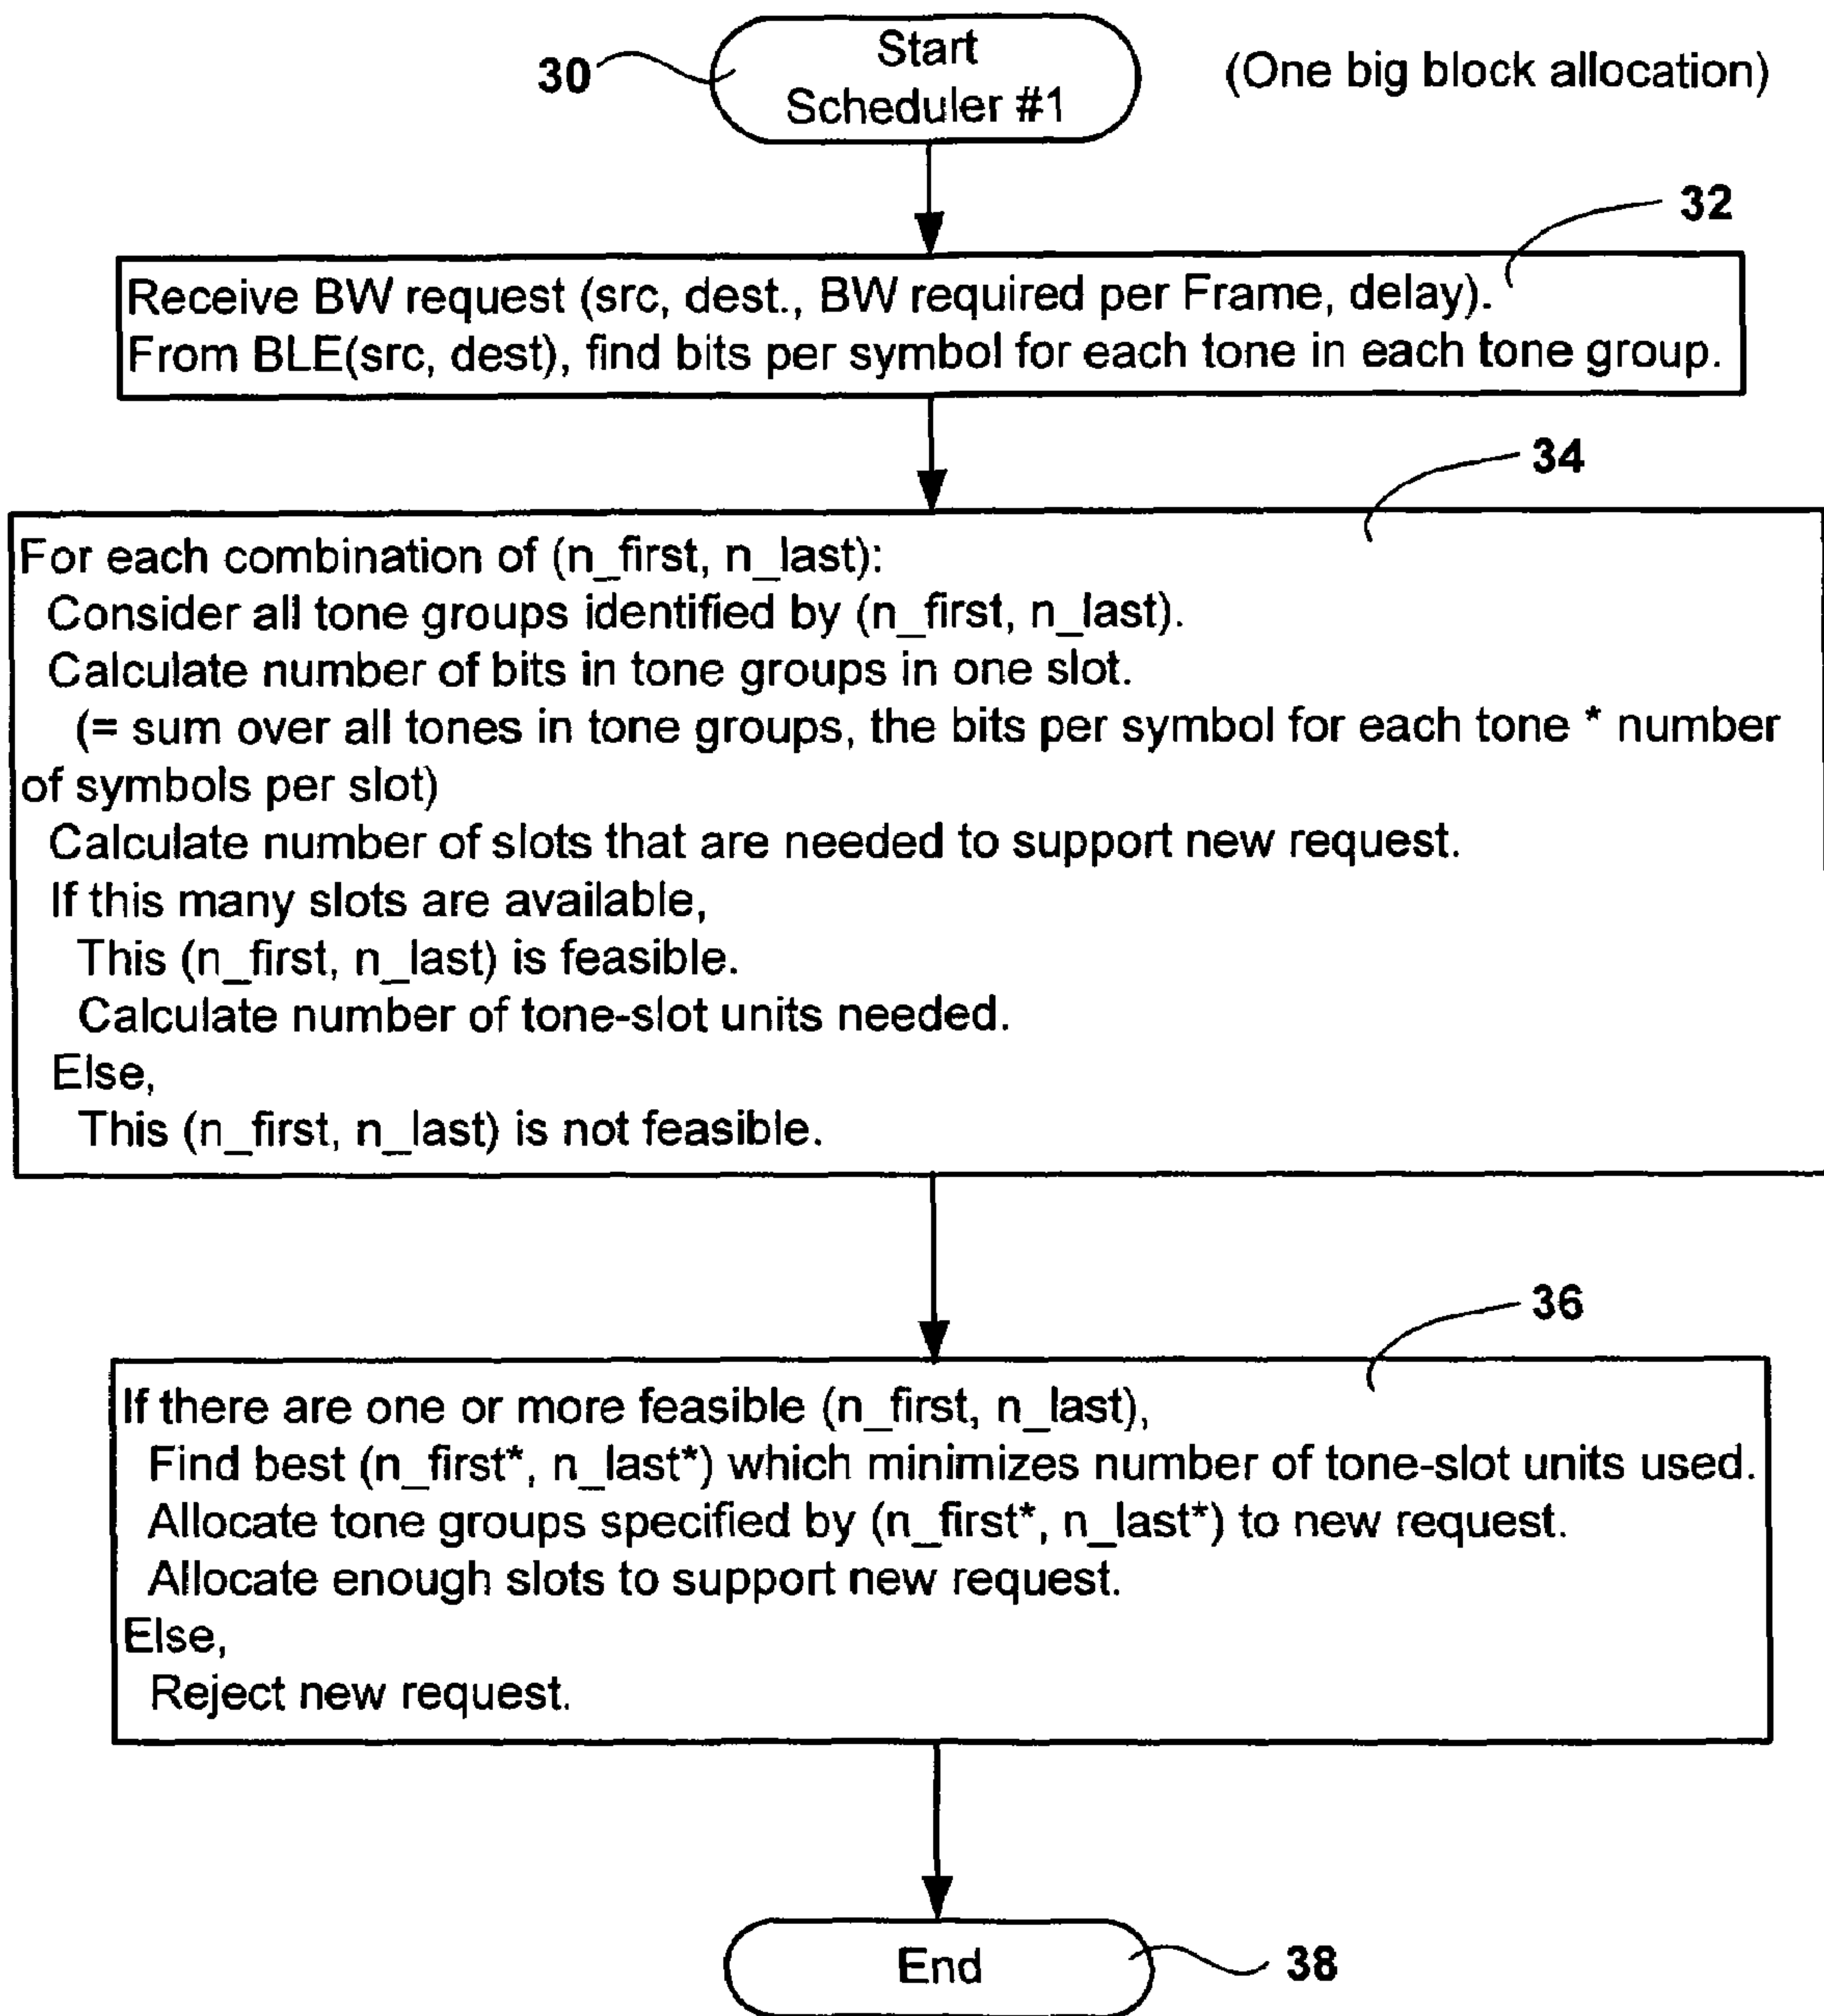 30
Start
Scheduler #1
(One big block allocation)
32
Receive BW request (src, dest., BW required per Frame, delay).
From BLE(src, dest), find bits per symbol for each tone in each tone group.
34
For each combination of (n_first, n_last):
Consider all tone groups identified by (n_first, n_last).
Calculate number of bits in tone groups in one slot.
(= sum over all tones in tone groups, the bits per symbol for each tone * number
of symbols per slot)
Calculate number of slots that are needed to support new request.
If this many slots are available,
This (n_first, n_last) is feasible.
Calculate number of tone-slot units needed.
Else,
This (n_first, n_last) is not feasible.
36
If there are one or more feasible (n_first, n_last),
Find best (n_first*, n_last*) which minimizes number of tone-slot units used.
Allocate tone groups specified by (n_first*, n_last*) to new request.
Allocate enough slots to support new request.
Else,
Reject new request.
End
38